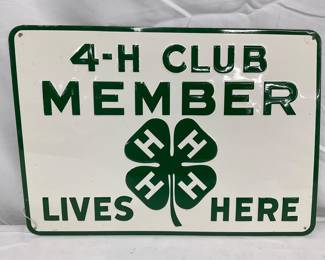 4-H CLUB
MEMBER
H H
H H
LIVES HERE